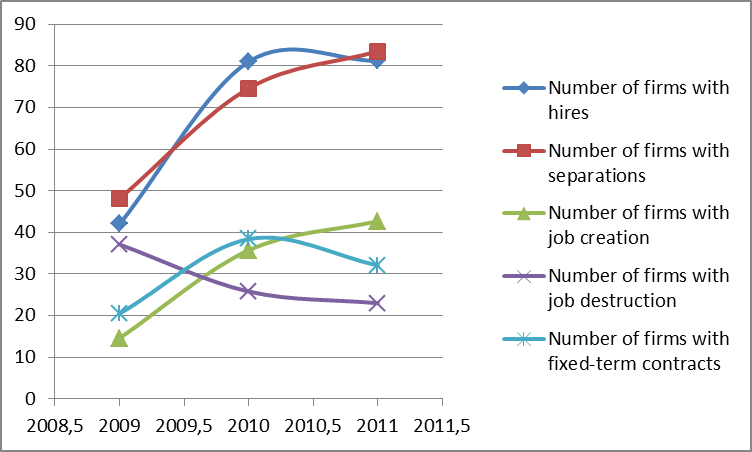 90
80
70
60
50
40
30
20
10
0
2008,5 2009 2009,5 2010 2010,5 2011 2011,5
Number of firms with
hires
Number of firms with
separations
Number of firms with
job creation
Number of firms with
job destruction
Number of firms with
fixed-term contracts